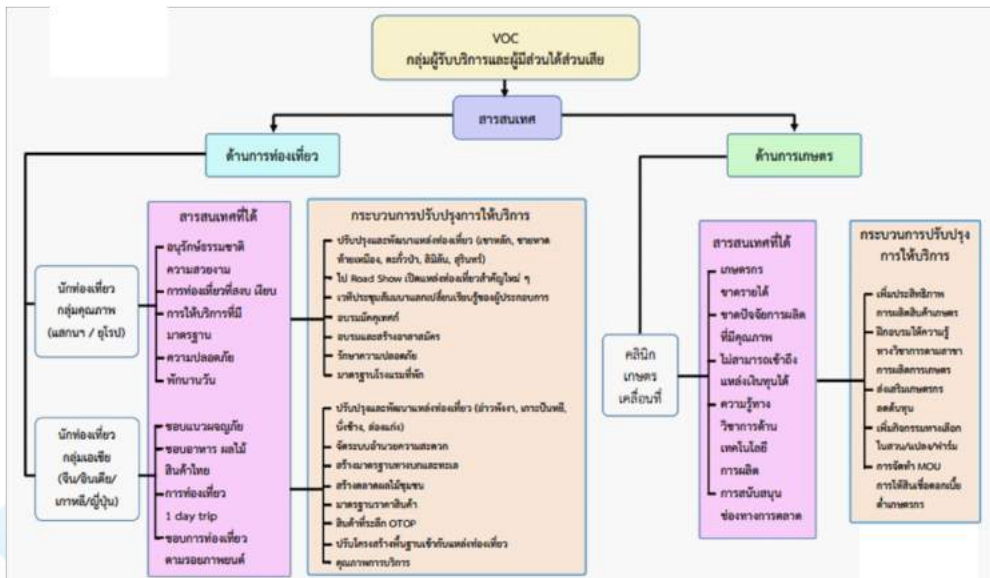 VOC
กลุ่มผู้รับบริการและผู้มีส่วนได้ส่วนเสีย
สารสนเทศ
ด้านการท่องเที่ยว
ด้านการเกษตร
นักท่องเที่ยว
กลุ่มคุณภาพ
(แสกนฯ / ยุโรป)
สารสนเทศที่ได้
อนุรักษ์ธรรมชาติ
ความสวยงาม
การท่องเที่ยวที่สงบ เงียบ
การให้บริการที่มี
มาตรฐาน
ความปลอดภัย
พักนานวัน
กระบวนการปรับปรุงการให้บริการ
ปรับปรุงและพัฒนาแหล่งท่องเที่ยว (เขาหลัก, ชายหาด
ท้ายเหมือง, ตะกั่วป่า, สิมิลัน, สุรินทร์)
ไป Road Show เปิดแหล่งท่องเที่ยวสำคัญใหม่ ๆ
เวทีประชุมสัมมนาแลกเปลี่ยนเรียนรู้ของผู้ประกอบการ
อบรมมัคคุเทศก์
อบรมและสร้างอาสาสมัคร
รักษาความปลอดภัย
มาตรฐานโรงแรมที่พัก
นักท่องเที่ยว
กลุ่มเอเชีย
(จีน/อินเดีย/
เกาหลี/ญี่ปุ่น)
ชอบแนวผจญภัย
ชอบอาหาร ผลไม้
สินค้าไทย
การท่องเที่ยว
1 day trip
ชอบการท่องเที่ยว
ตามรอยภาพยนต์
ปรับปรุงและพัฒนาแหล่งท่องเที่ยว (อ่าวพังงา, เกาะปันหยี,
นั่งช้าง, ล่องแก่ง)
จัดระบบอำนวยความสะดวก
สร้างมาตรฐานทางบกและทะเล
สร้างตลาดผลไม้ชุมชน
มาตรฐานราคาสินค้า
สินค้าที่ระลึก OTOP
ปรับโครงสร้างพื้นฐานเข้ากับแหล่งท่องเที่ยว
คุณภาพการบริการ
คลินิก
เกษตร
เคลื่อนที่
สารสนเทศที่ได้
เกษตรกร
ขาดรายได้
ขาดปัจจัยการผลิต
ที่มีคุณภาพ
ไม่สามารถเข้าถึง
แหล่งเงินทุนได้
ความรู้ทาง
วิชาการด้าน
เทคโนโลยี
การผลิต
การสนับสนุน
ช่องทางการตลาด
กระบวนการปรับปรุง
การให้บริการ
เพิ่มประสิทธิภาพ
การผลิตสินค้าเกษตร
ฝึกอบรมให้ความรู้
ทางวิชาการตามสาขา
การผลิตการเกษตร
ส่งเสริมเกษตรกร
ลดต้นทุน
เพิ่มกิจกรรมทางเลือก
ในสวน/แปลง/ฟาร์ม
การจัดทำ MOU
การให้สินเชื่อดอกเบี้ย
ต่ำเกษตรกร